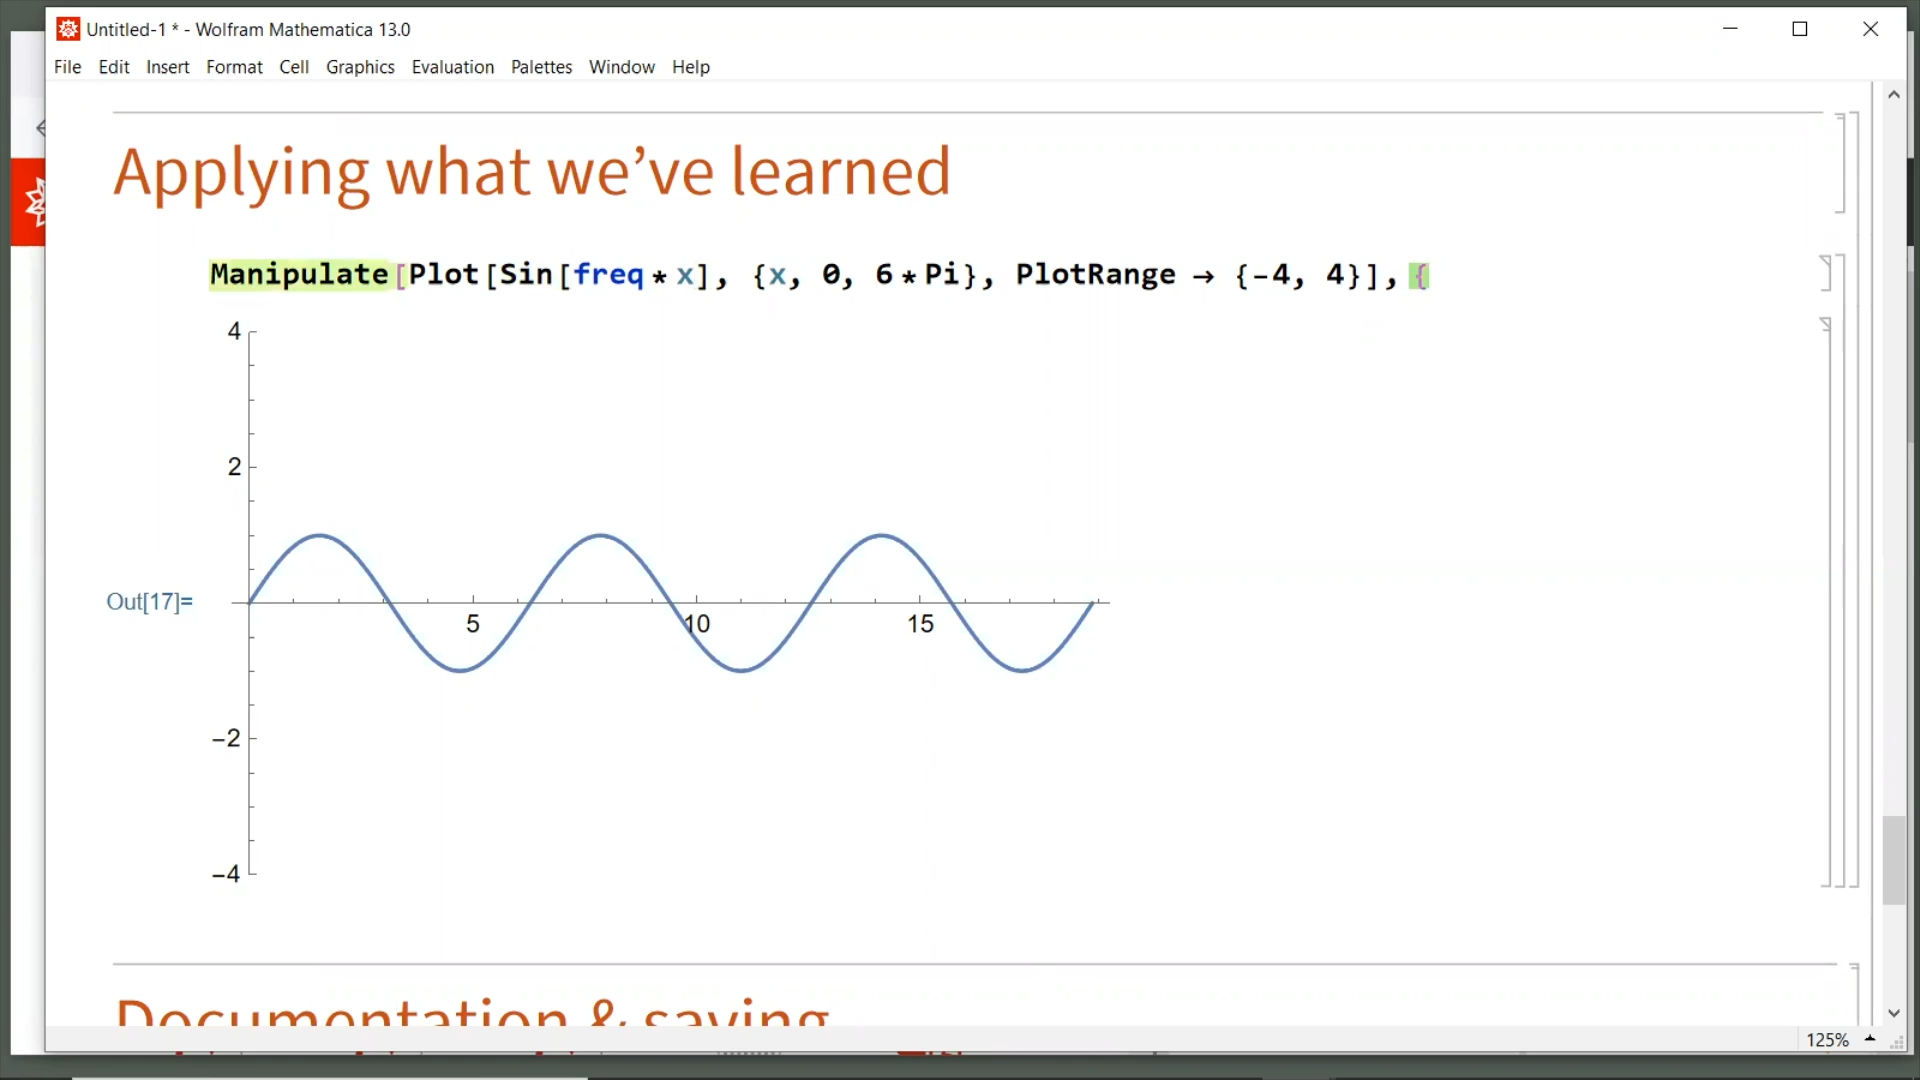 Untitled-1 * - Wolfram Mathematica 13.0
File Edit Insert Format Cell Graphics Evaluation Palettes Window Help
Applying what we’ve learned
Manipulate[Plot[Sin[freq * x], {x, 0, 6 * Pi}, PlotRange → {-4, 4}], {
4
2
Out[17]=
5 10 15
-2
-4
Documentation & saving
125%